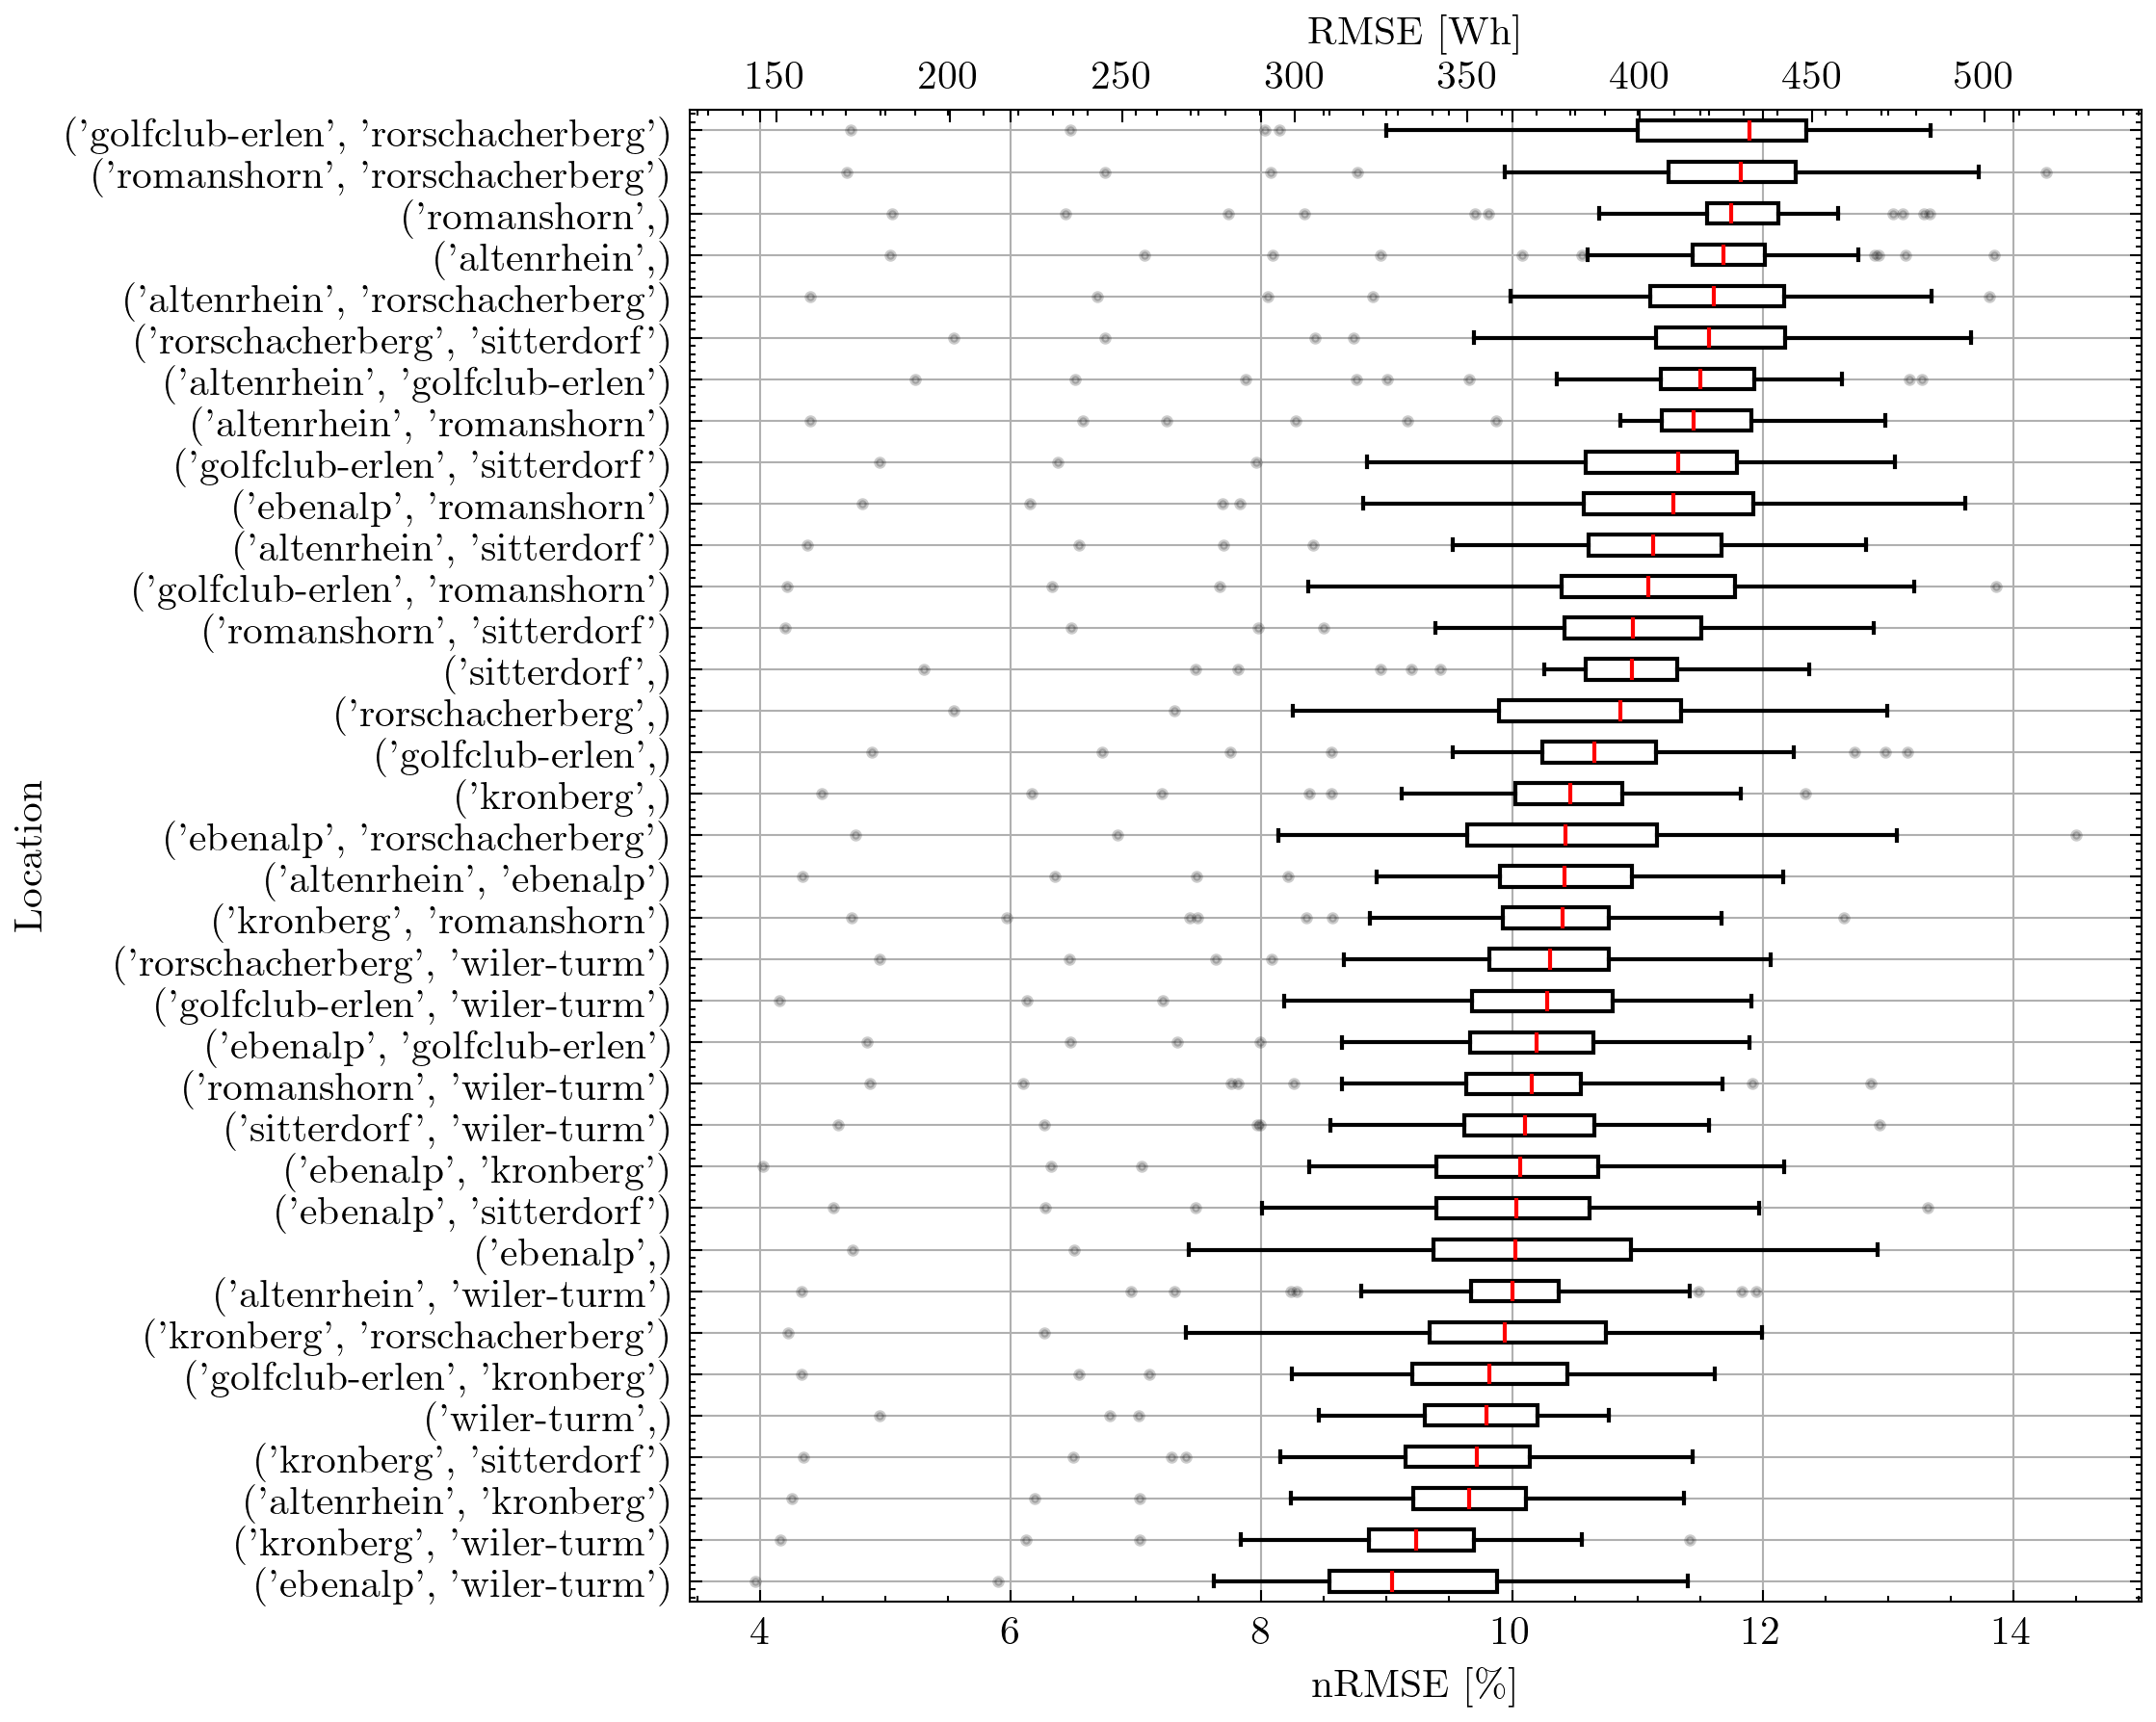 RMSE [Wh]
150 200 250 300 350 400 450 500
('golfclub-erlen', 'rorschacherberg')
('romanshorn', 'rorschacherberg')
('romanshorn',)
('altenrhein',)
('altenrhein', 'rorschacherberg')
('rorschacherberg', 'sitterdorf')
('altenrhein', 'golfclub-erlen')
('altenrhein', 'romanshorn')
('golfclub-erlen', 'sitterdorf')
('ebenalp', 'romanshorn')
('altenrhein', 'sitterdorf')
('golfclub-erlen', 'romanshorn')
('romanshorn', 'sitterdorf')
('sitterdorf',)
('rorschacherberg',)
('golfclub-erlen',)
('kronberg',)
('ebenalp', 'rorschacherberg')
('altenrhein', 'ebenalp')
('kronberg', 'romanshorn')
('rorschacherberg', 'wiler-turm')
('golfclub-erlen', 'wiler-turm')
('ebenalp', 'golfclub-erlen')
('romanshorn', 'wiler-turm')
('sitterdorf', 'wiler-turm')
('ebenalp', 'kronberg')
('ebenalp', 'sitterdorf')
('ebenalp',)
('altenrhein', 'wiler-turm')
('kronberg', 'rorschacherberg')
('golfclub-erlen', 'kronberg')
('wiler-turm',)
('kronberg', 'sitterdorf')
('altenrhein', 'kronberg')
('kronberg', 'wiler-turm')
('ebenalp', 'wiler-turm')
Location
4 6 8 10 12 14
nRMSE [%]